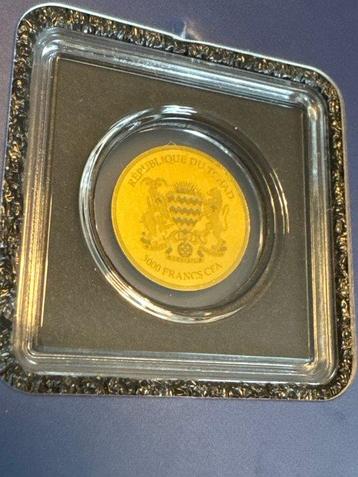 RÉPUBLIQUE DU TCHAD
3000 FRANCS CFA